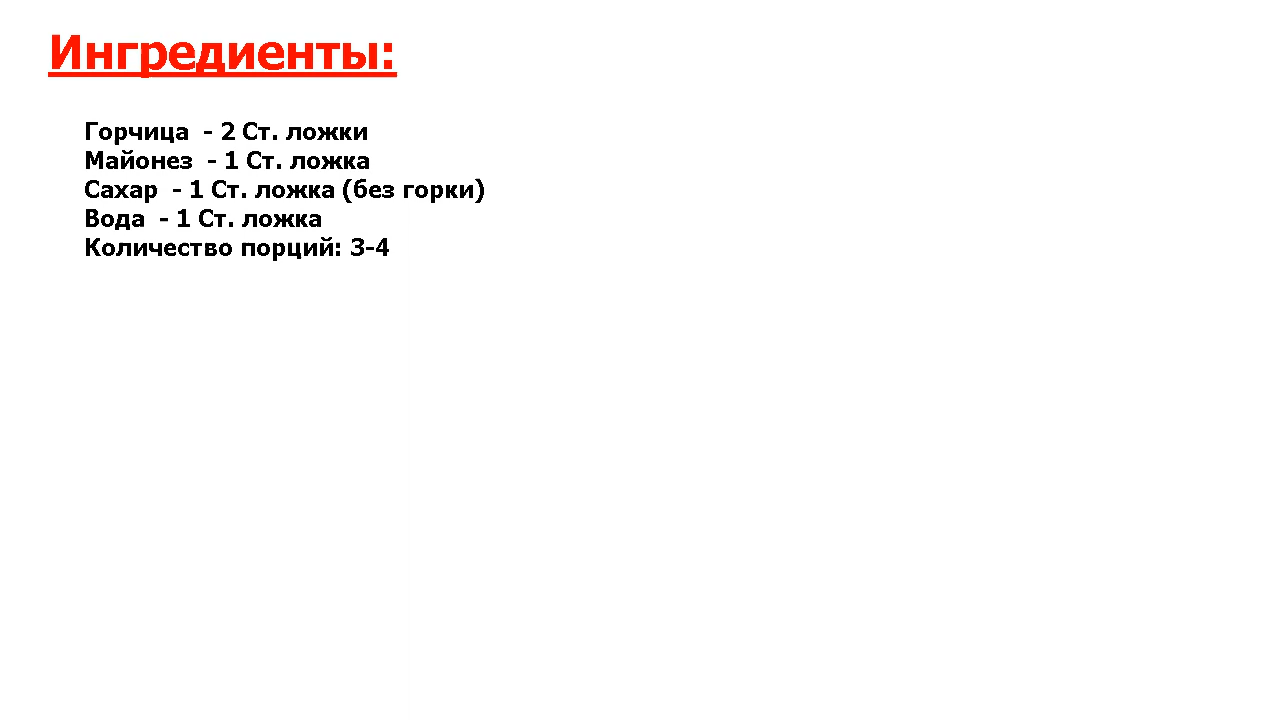 Ингредиенты:
Горчица  - 2 Ст. ложки
Майонез  - 1 Ст. ложка
Сахар  - 1 Ст. ложка (без горки)
Вода  - 1 Ст. ложка
Количество порций: 3-4